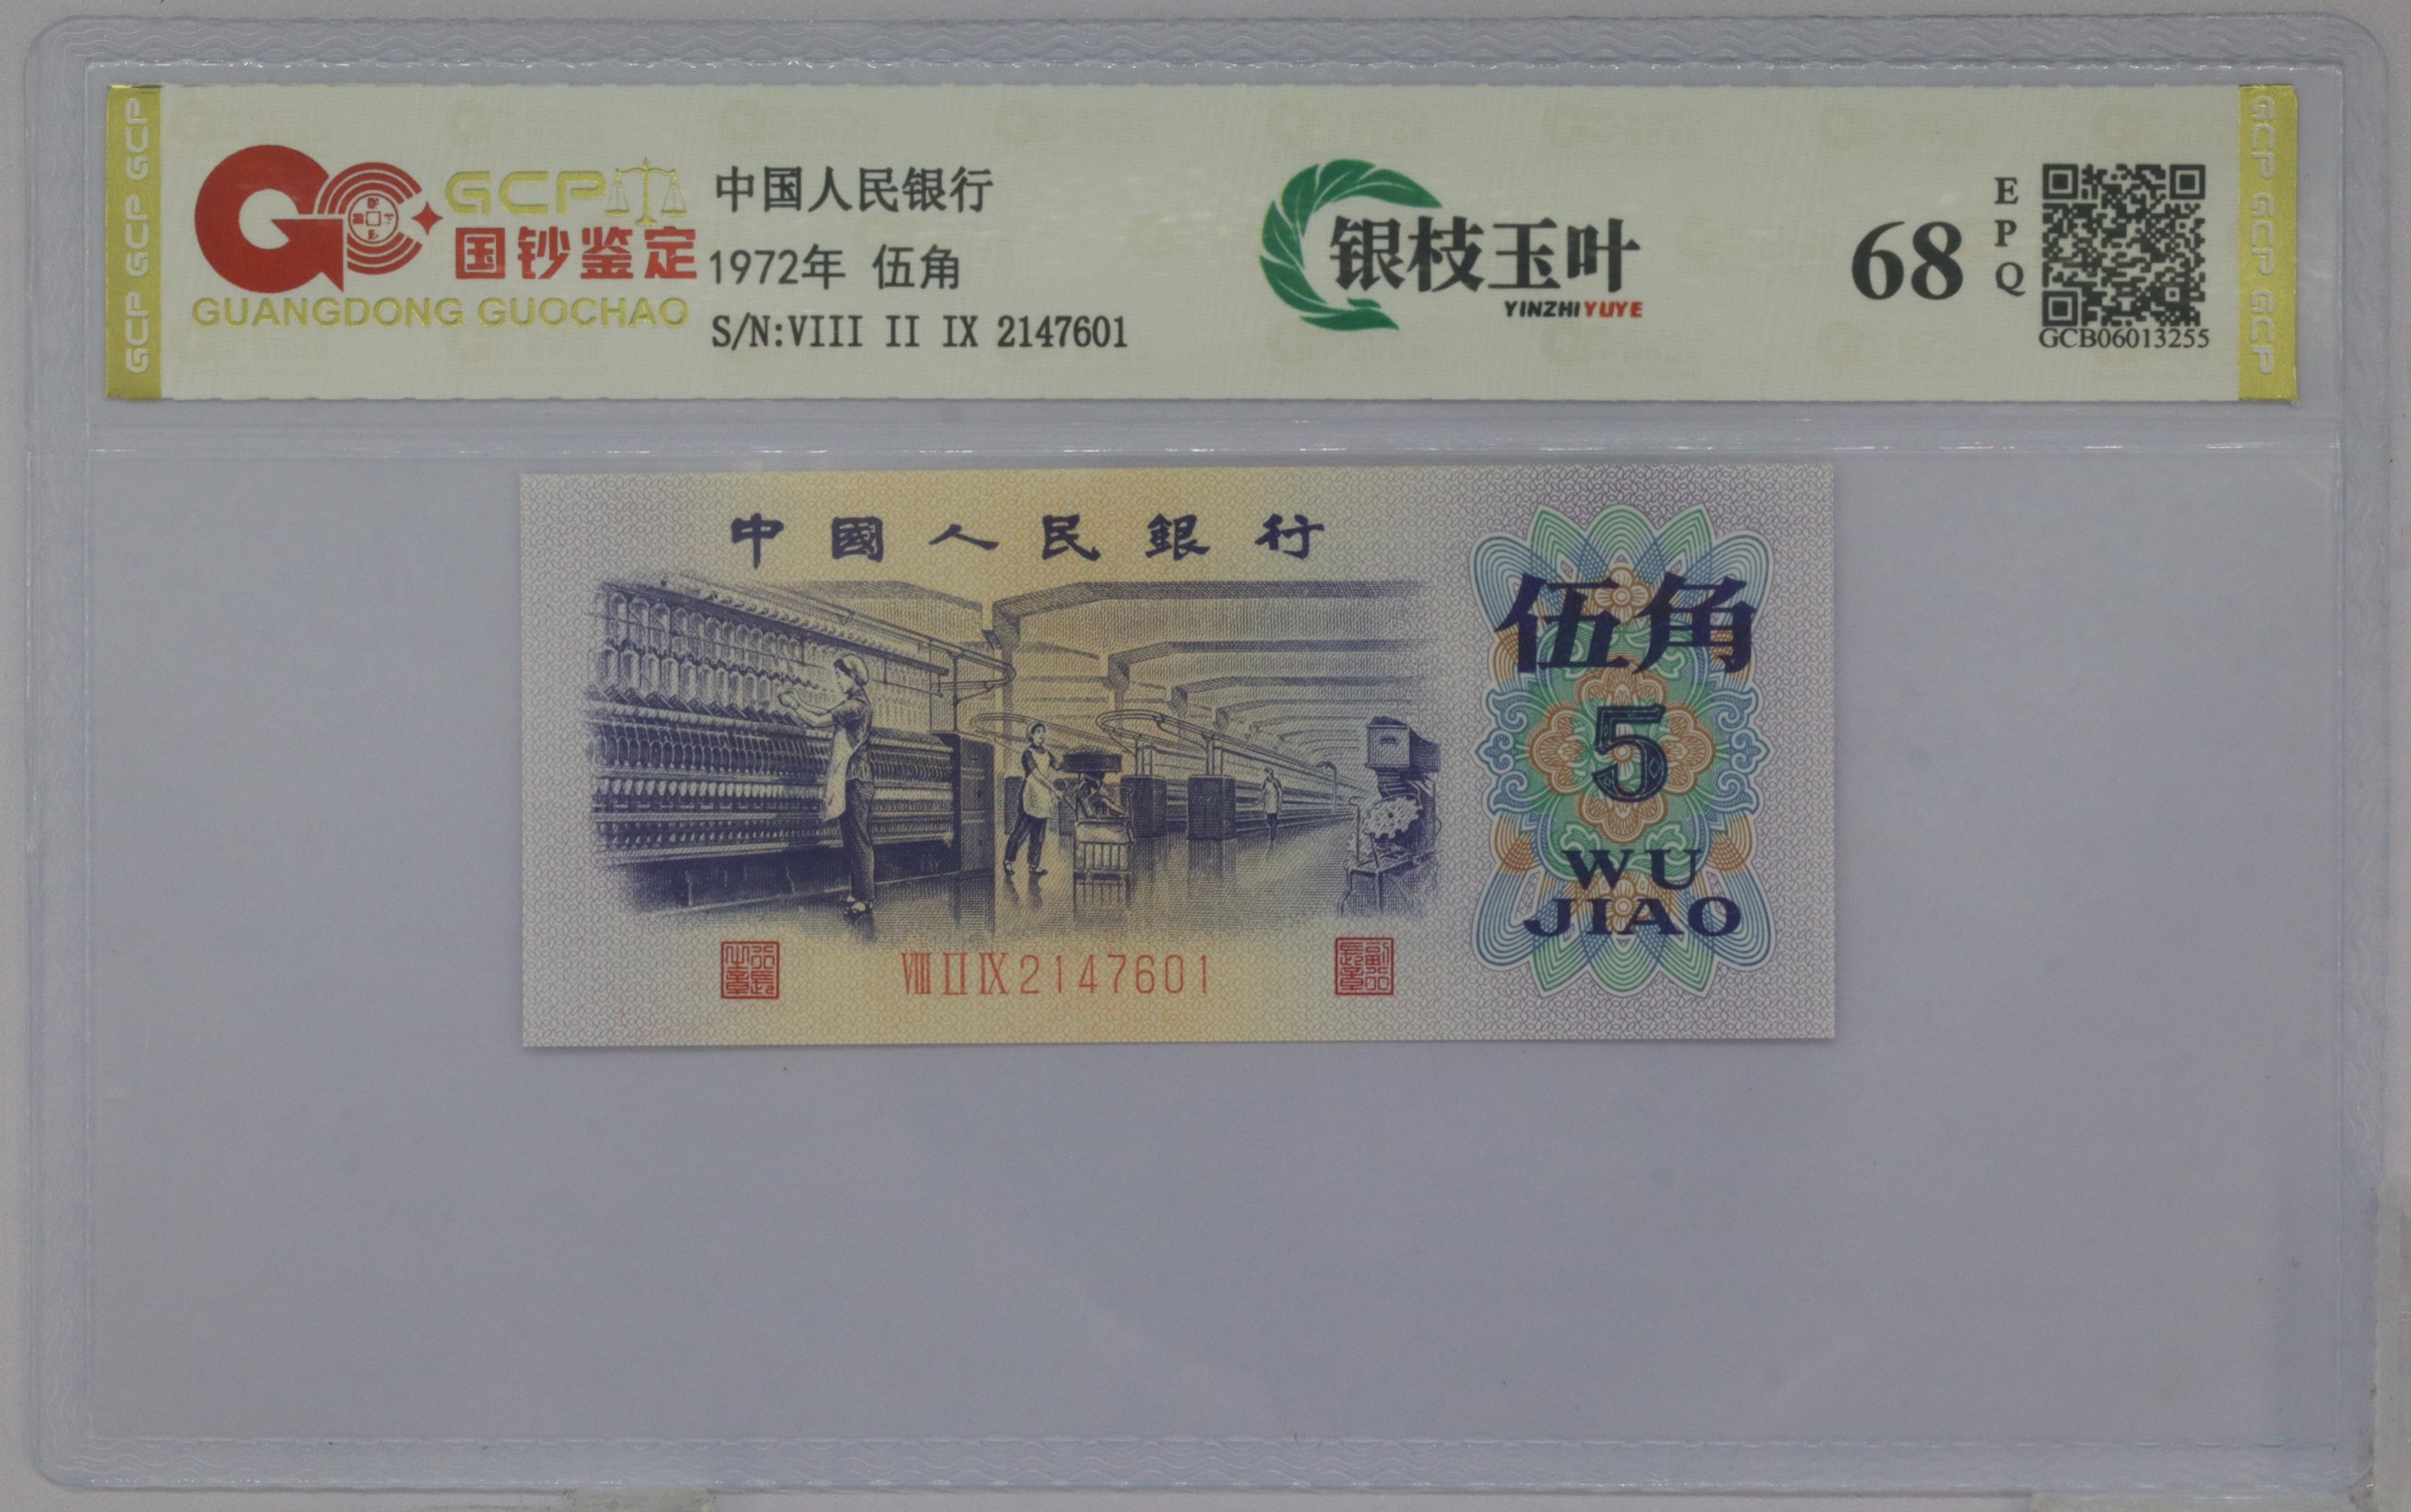 GCP GCP GCP
GCP
国钞鉴定
GUANGDONG GUOCHAO
中国人民银行
1972年 伍角
S/N:VIII II IX 2147601
银枝玉叶
YINZHIYUYE
68
EPQ
GCB06013255
GCP GCP GCP
中國人民銀行
伍角
5
WU
JIAO
VIII II IX 2147601